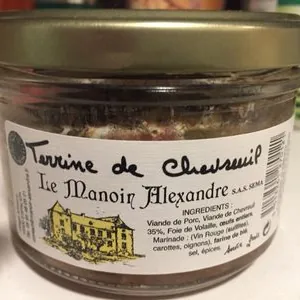 Terrine de Chevreuil
Le Manoir Alexandre S.A.S. SEMA
INGREDIENTS :
Viande de Porc, Viande de Chevreuil
35%, Foie de Volaille, œufs entiers,
Marinade : (Vin Rouge (sulfites),
carottes, oignons), farine de blé,
sel, épices,